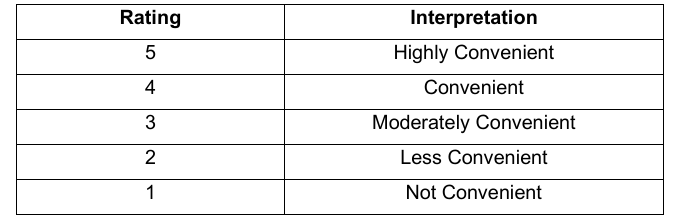 Rating Interpretation
5 Highly Convenient
4 Convenient
3 Moderately Convenient
2 Less Convenient
1 Not Convenient